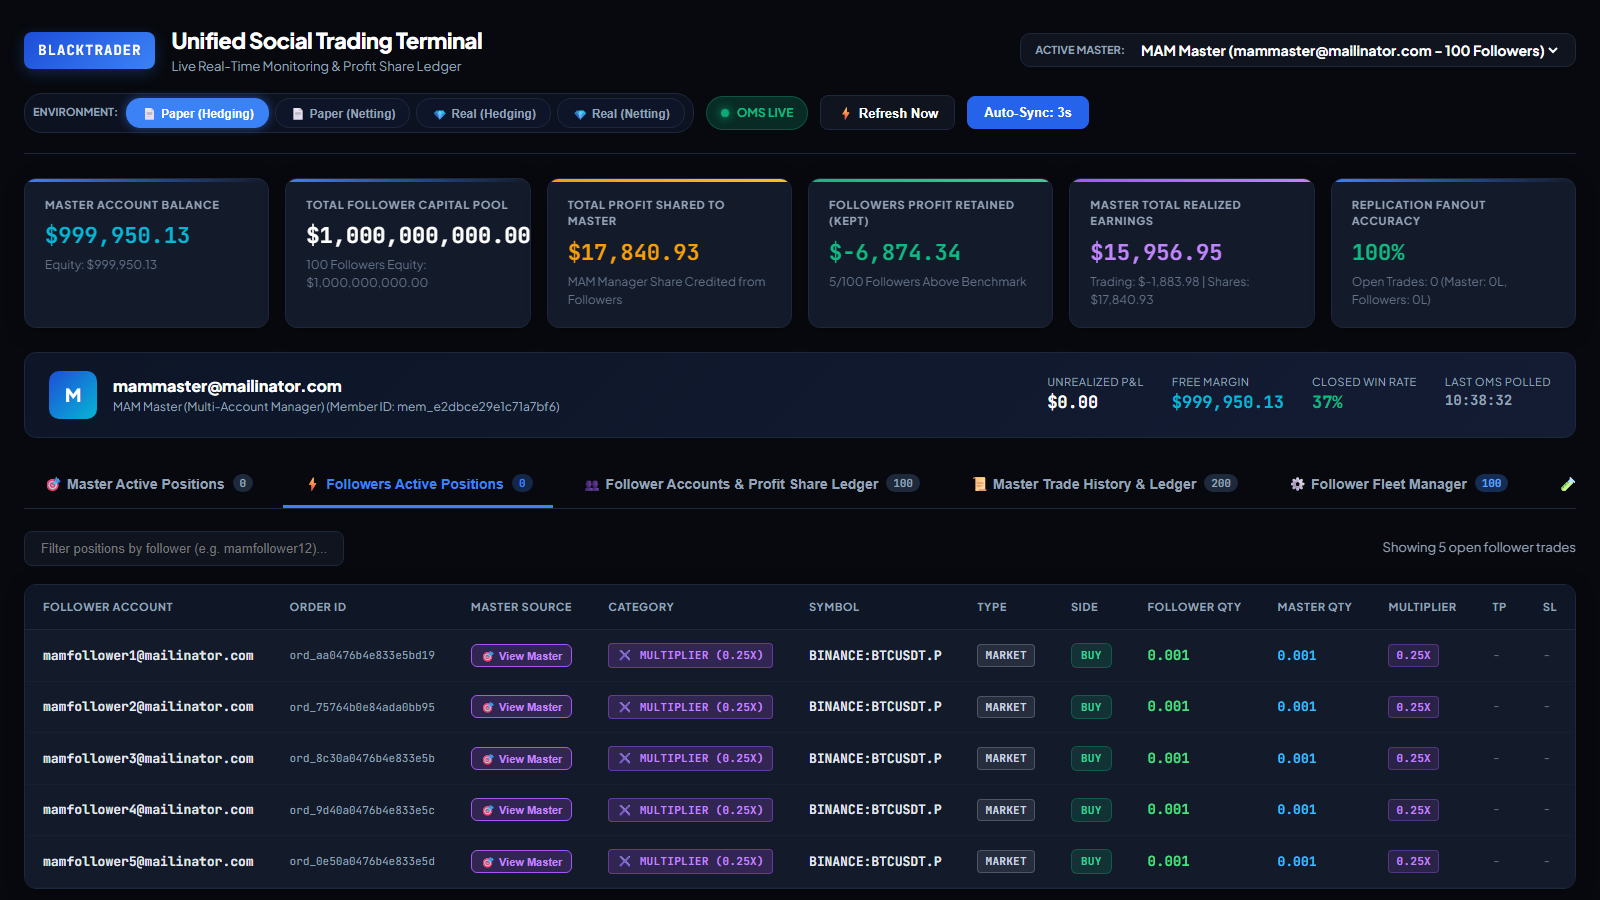 BLACKTRADER
Unified Social Trading Terminal
Live Real-Time Monitoring & Profit Share Ledger
ACTIVE MASTER: MAM Master (mammaster@mailinator.com - 100 Followers)
ENVIRONMENT: Paper (Hedging) Paper (Netting) Real (Hedging) Real (Netting) OMS LIVE Refresh Now Auto-Sync: 3s
MASTER ACCOUNT BALANCE
$999,950.13
Equity: $999,950.13
TOTAL FOLLOWER CAPITAL POOL
$1,000,000,000.00
100 Followers Equity:
$1,000,000,000.00
TOTAL PROFIT SHARED TO
MASTER
$17,840.93
MAM Manager Share Credited from
Followers
FOLLOWERS PROFIT RETAINED
(KEPT)
$-6,874.34
5/100 Followers Above Benchmark
MASTER TOTAL REALIZED
EARNINGS
$15,956.95
Trading: $-1,883.98 | Shares:
$17,840.93
REPLICATION FANOUT
ACCURACY
100%
Open Trades: 0 (Master: 0L,
Followers: 0L)
M
mammaster@mailinator.com
MAM Master (Multi-Account Manager) (Member ID: mem_e2dbce29e1c71a7bf6)
UNREALIZED P&L
$0.00
FREE MARGIN
$999,950.13
CLOSED WIN RATE
37%
LAST OMS POLLED
10:38:32
Master Active Positions 0 Followers Active Positions 0 Follower Accounts & Profit Share Ledger 100 Master Trade History & Ledger 200 Follower Fleet Manager 100
Filter positions by follower (e.g. mamfollower12)...
Showing 5 open follower trades
FOLLOWER ACCOUNT ORDER ID MASTER SOURCE CATEGORY SYMBOL TYPE SIDE FOLLOWER QTY MASTER QTY MULTIPLIER TP SL
mamfollower1@mailinator.com ord_aa0476b4e833e5bd19 View Master MULTIPLIER (0.25X) BINANCE:BTCUSDT.P MARKET BUY 0.001 0.001 0.25X - -
mamfollower2@mailinator.com ord_75764b0e84ada0bb95 View Master MULTIPLIER (0.25X) BINANCE:BTCUSDT.P MARKET BUY 0.001 0.001 0.25X - -
mamfollower3@mailinator.com ord_8c30a0476b4e833e5b View Master MULTIPLIER (0.25X) BINANCE:BTCUSDT.P MARKET BUY 0.001 0.001 0.25X - -
mamfollower4@mailinator.com ord_9d40a0476b4e833e5c View Master MULTIPLIER (0.25X) BINANCE:BTCUSDT.P MARKET BUY 0.001 0.001 0.25X - -
mamfollower5@mailinator.com ord_0e50a0476b4e833e5d View Master MULTIPLIER (0.25X) BINANCE:BTCUSDT.P MARKET BUY 0.001 0.001 0.25X - -